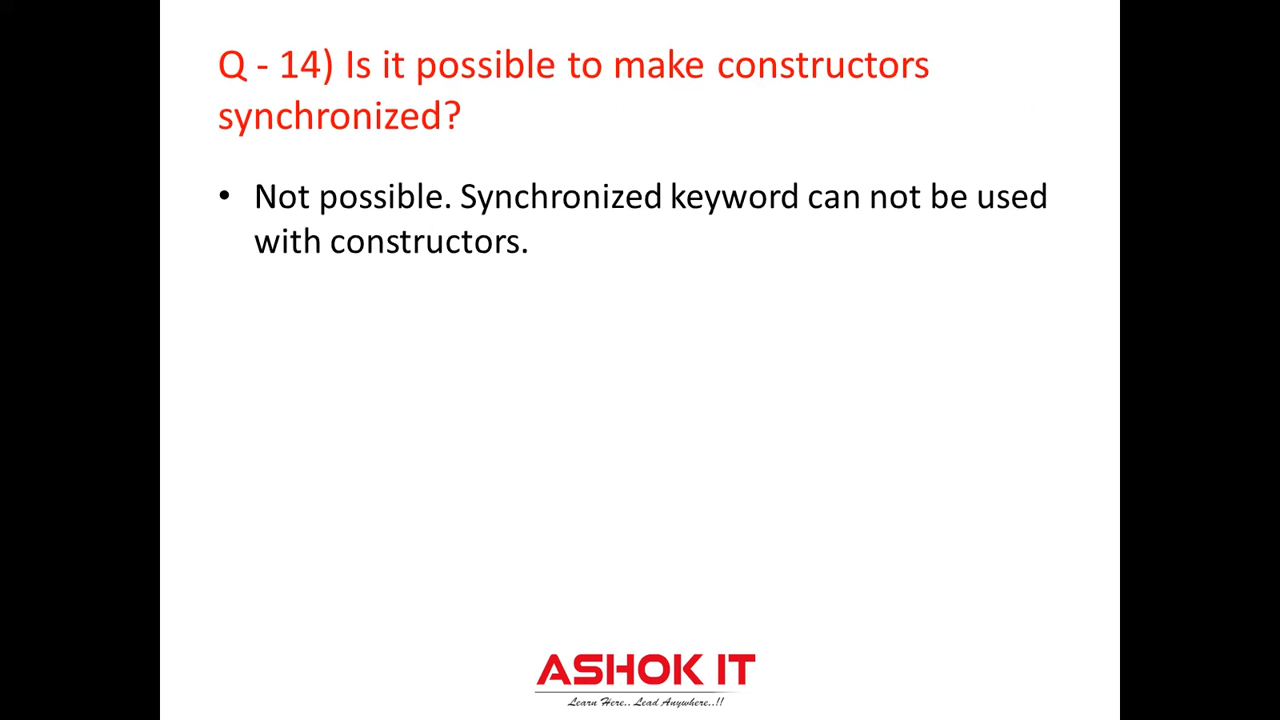 Q - 14) Is it possible to make constructors
synchronized?
• Not possible. Synchronized keyword can not be used
with constructors.
ASHOK IT
Learn Here.. Lead Anywhere..!!